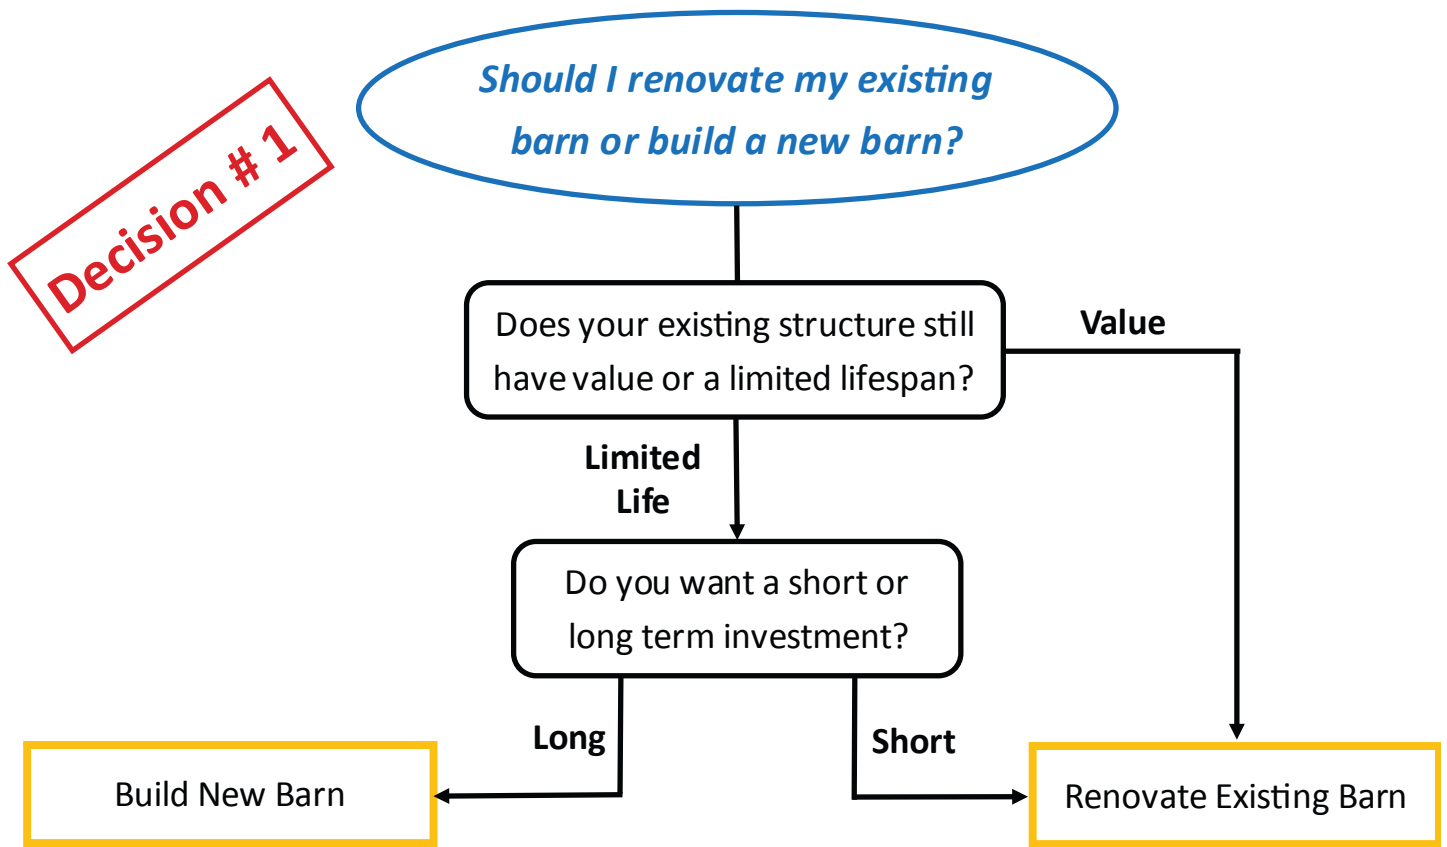 Should I renovate my existing
barn or build a new barn?
Decision # 1
Does your existing structure still
have value or a limited lifespan?
Value
Limited
Life
Do you want a short or
long term investment?
Long
Short
Build New Barn
Renovate Existing Barn